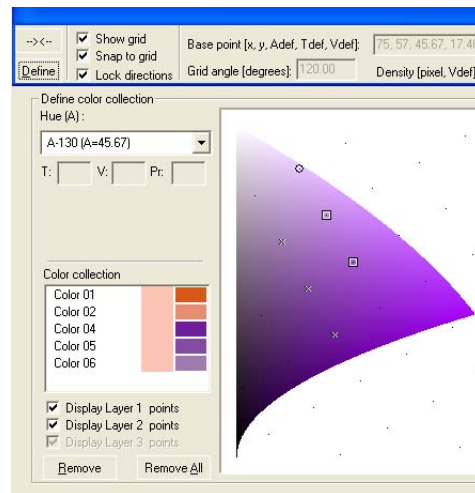 -->&lt;--
Show grid
Snap to grid
Lock directions
Define
Base point [x, y, Adef, Tdef, Vdef]:
75, 57, 45.67, 17.46
Grid angle [degrees]:
120.00
Density [pixel, Vdef]
Define color collection
Hue (A) :
A-130 (A=45.67)
T:
V:
Pr:
Color collection
Color 01
Color 02
Color 04
Color 05
Color 06
Display Layer 1 points
Display Layer 2 points
Display Layer 3 points
Remove
Remove All